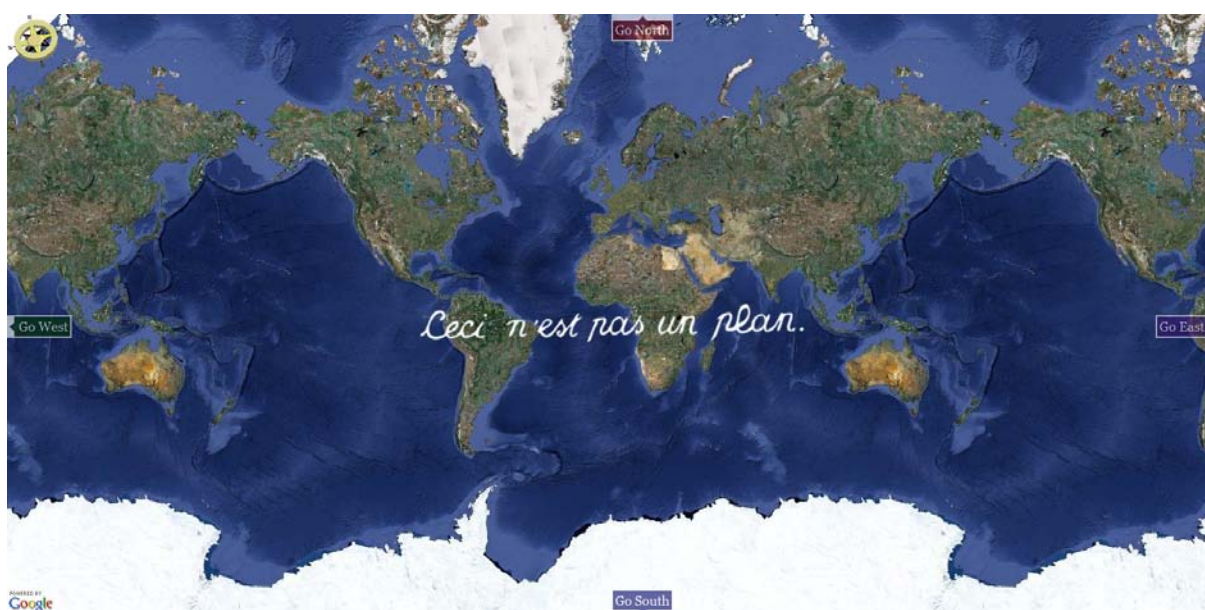 Go North
Go West
Ceci n'est pas un plan.
Go East
Go South
POWERED BY
Google